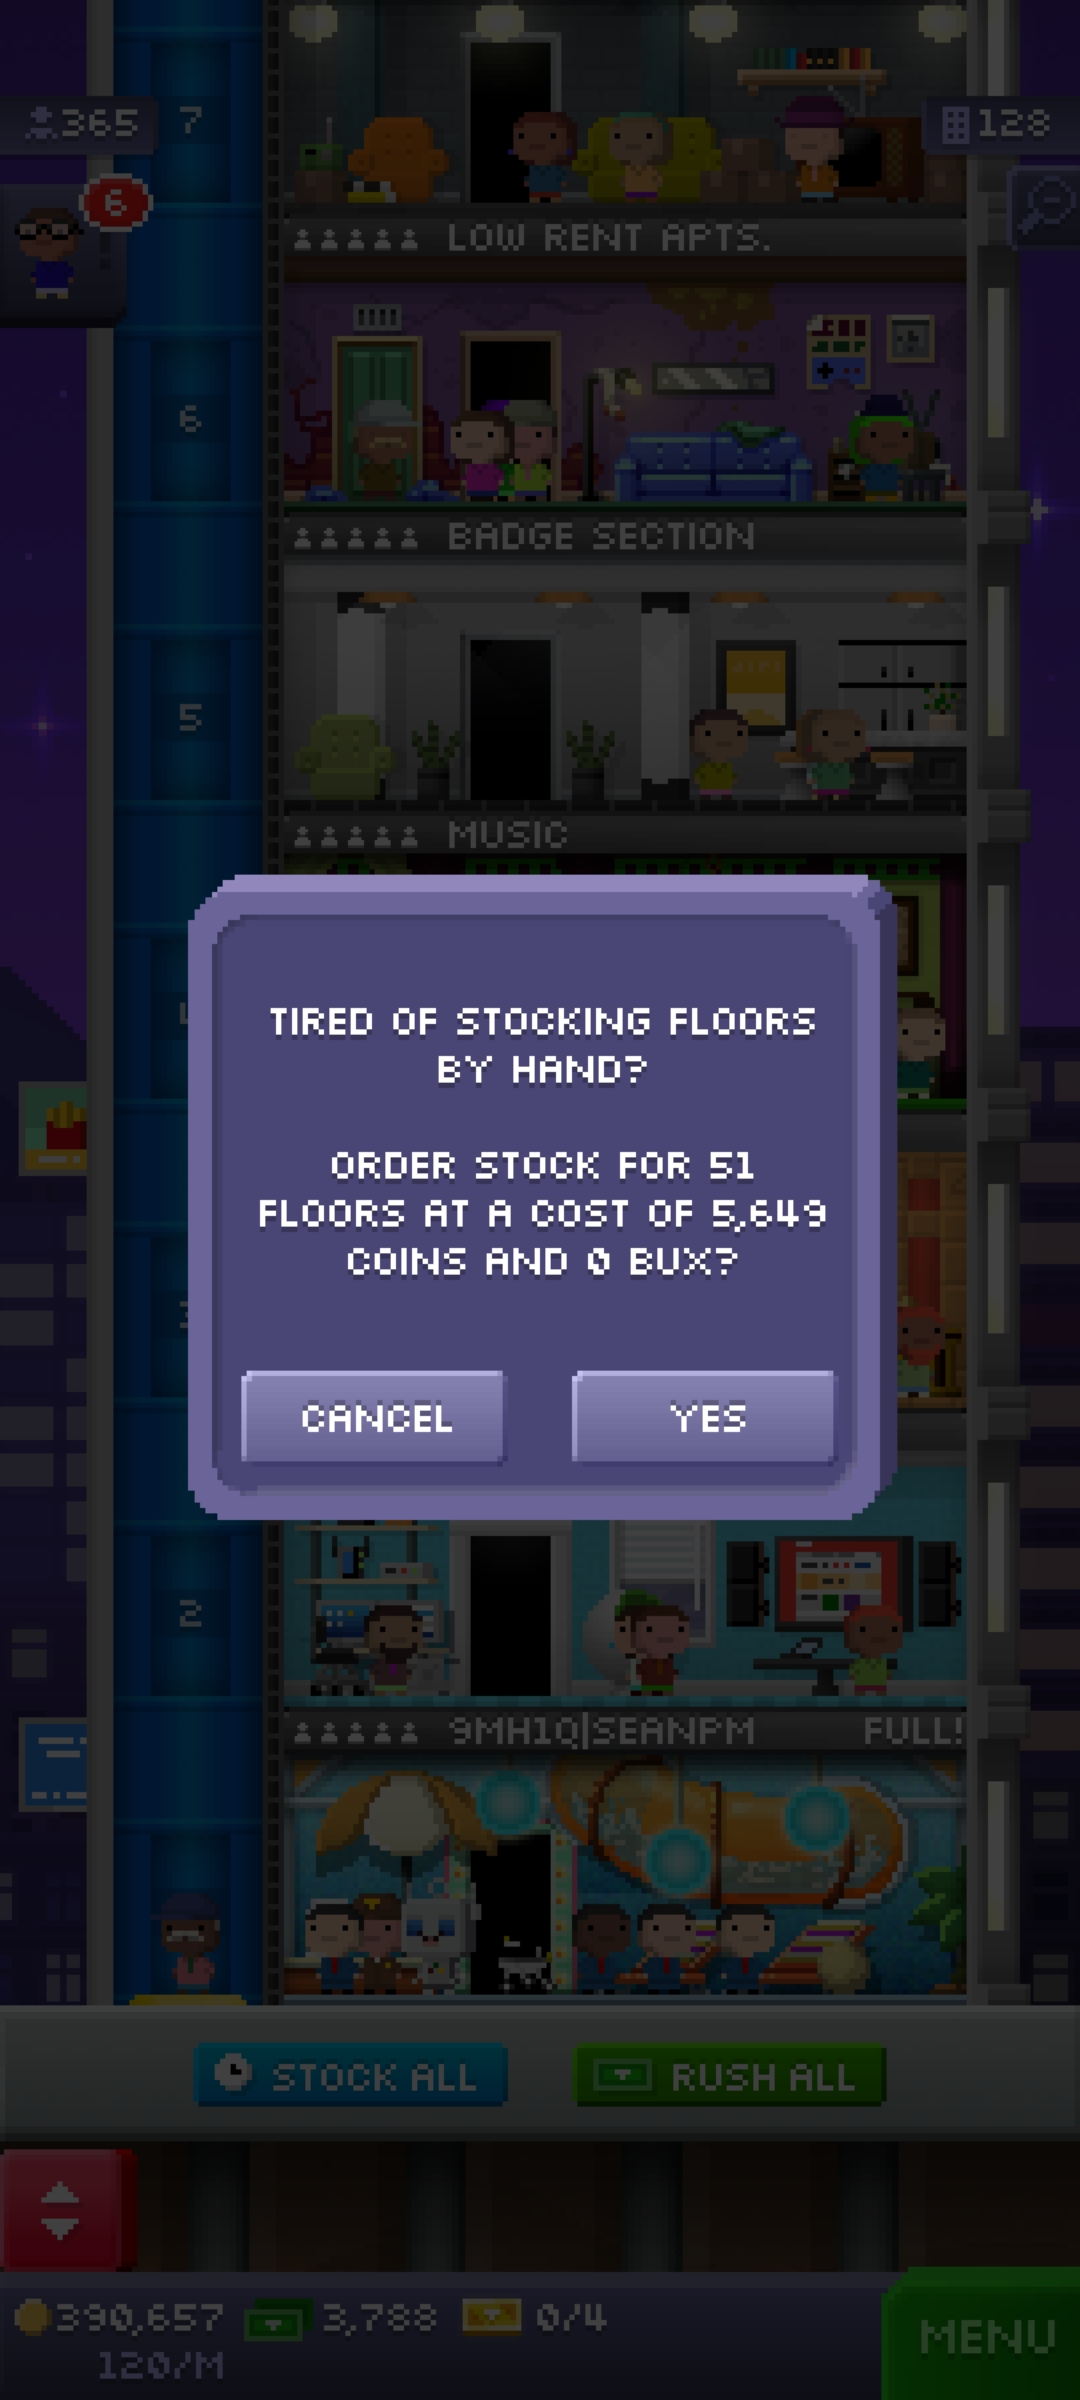 365
7
128
6
LOW RENT APTS.
6
BADGE SECTION
5
MUSIC
TIRED OF STOCKING FLOORS
BY HAND?
ORDER STOCK FOR 51
FLOORS AT A COST OF 5,649
COINS AND 0 BUX?
CANCEL
YES
2
9MH1Q|SEANPM
FULL!
STOCK ALL
RUSH ALL
390,657
3,788
0/4
120/M
MENU